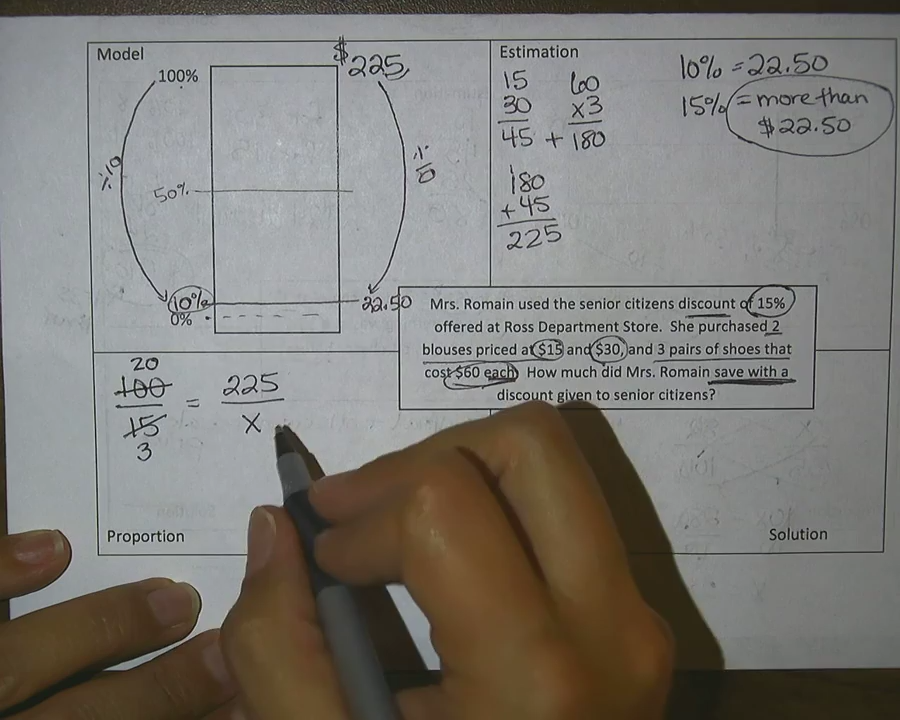 Model
$225
100%
÷10
÷10
50%
10%
22.50
0%
Estimation
15 60
30 x3
45 + 180
180
+ 45
225
10% = 22.50
15% = more than
$22.50
Mrs. Romain used the senior citizens discount of 15%
offered at Ross Department Store. She purchased 2
blouses priced at $15 and $30, and 3 pairs of shoes that
cost $60 each. How much did Mrs. Romain save with a
discount given to senior citizens?
20
100 = 225
15 x
3
Proportion
Solution